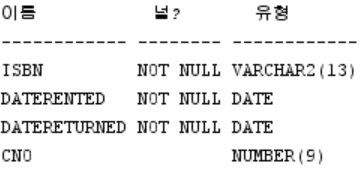 이름 널? 유형
------------ -------- ------------
ISBN NOT NULL VARCHAR2(13)
DATERENTED NOT NULL DATE
DATERETURNED NOT NULL DATE
CNO NUMBER(9)